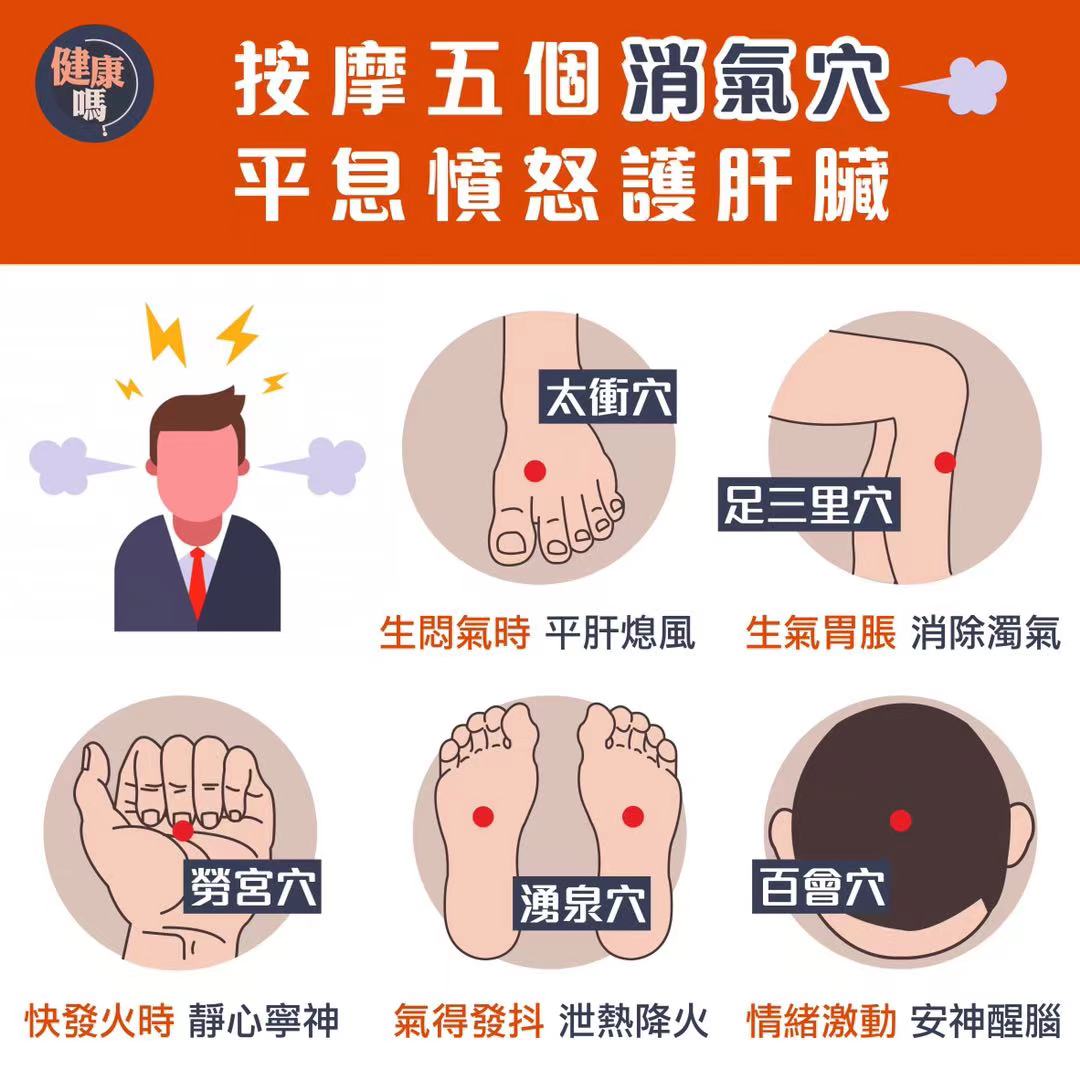 健康
嗎?
按摩五個消氣穴
平息憤怒護肝臟
太衝穴
生悶氣時 平肝熄風
足三里穴
生氣胃脹 消除濁氣
勞宮穴
快發火時 靜心寧神
湧泉穴
氣得發抖 泄熱降火
百會穴
情緒激動 安神醒腦